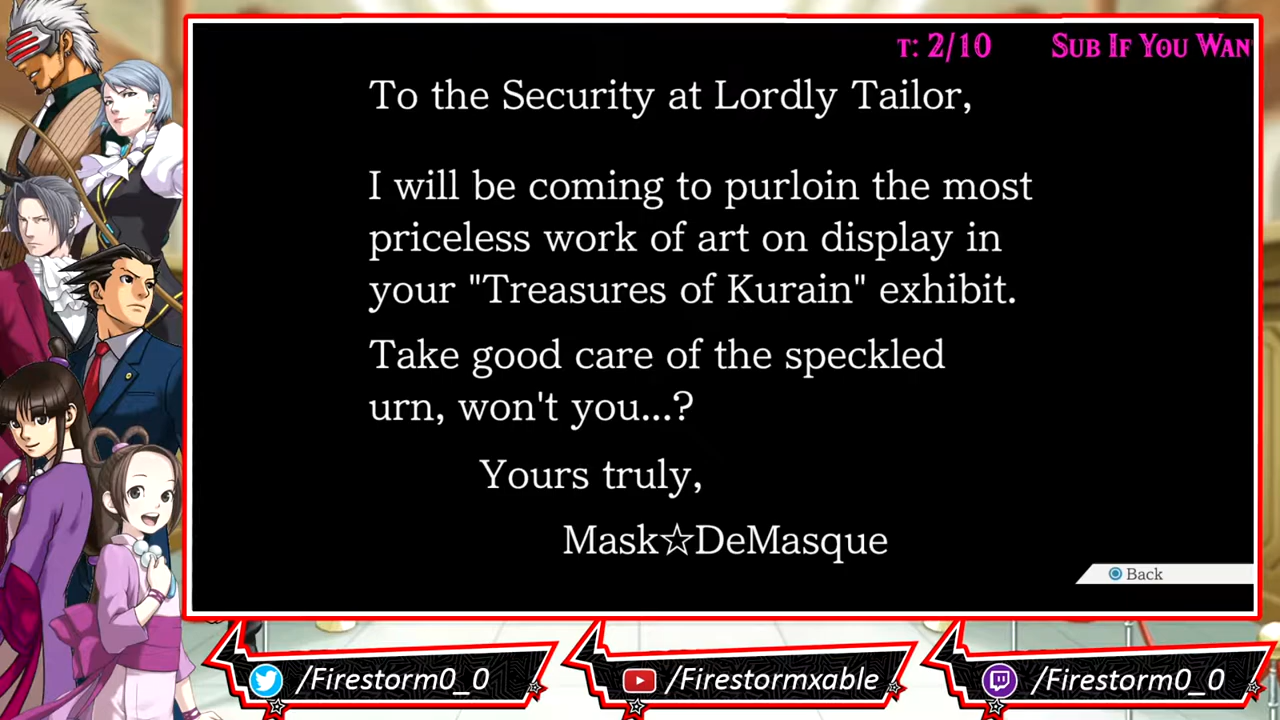 T: 2/10 SUB IF YOU WAN
To the Security at Lordly Tailor,
I will be coming to purloin the most
priceless work of art on display in
your "Treasures of Kurain" exhibit.
Take good care of the speckled
urn, won't you...?
Yours truly,
Mask☆DeMasque
Back
/Firestorm0_0 /Firestormxable /Firestorm0_0